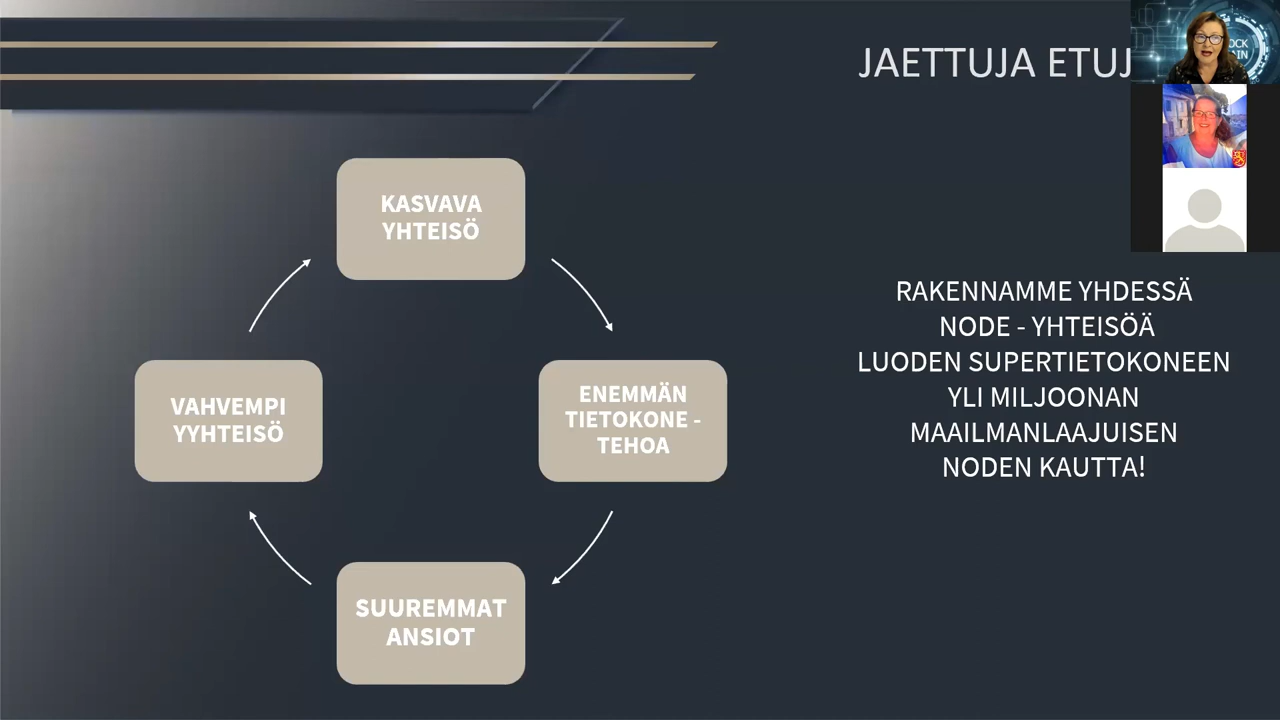 JAETTUJA ETUJ
KASVAVA
YHTEISÖ
ENEMMÄN
TIETOKONE -
TEHOA
SUUREMMAT
ANSIOT
VAHVEMPI
YYHTEISÖ
RAKENNAMME YHDESSÄ
NODE - YHTEISÖÄ
LUODEN SUPERTIETOKONEEN
YLI MILJOONAN
MAAILMANLAAJUISEN
NODEN KAUTTA!